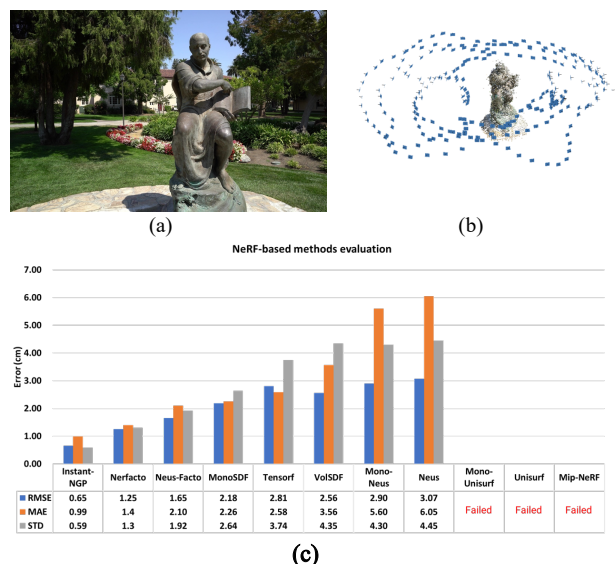 (a)
(b)
NeRF-based methods evaluation
7.00
6.00
5.00
4.00
3.00
2.00
1.00
0.00
Error (cm)
Instant-NGP Nerfacto Neus-Facto MonoSDF Tensorf VolSDF Mono-Neus Neus Mono-Unisurf Unisurf Mip-NeRF
RMSE 0.65 1.25 1.65 2.18 2.81 2.56 2.90 3.07
MAE 0.99 1.4 2.10 2.26 2.58 3.56 5.60 6.05 Failed Failed Failed
STD 0.59 1.3 1.92 2.64 3.74 4.35 4.30 4.45
(c)